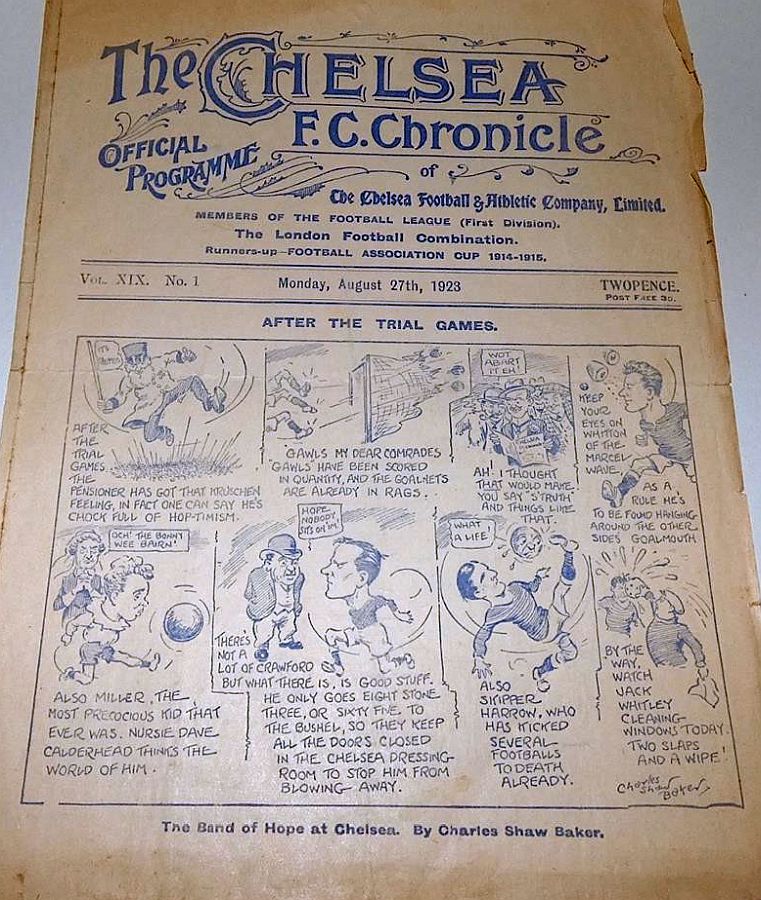 The CHELSEA
F.C. Chronicle
OFFICIAL
PROGRAMME
of
The Chelsea Football & Athletic Company, Limited.
MEMBERS OF THE FOOTBALL LEAGUE (First Division).
The London Football Combination.
Runners-up—FOOTBALL ASSOCIATION CUP 1914-1915.
VOL. XIX. No. 1
Monday, August 27th, 1923
TWOPENCE.
POST FREE 3D.
AFTER THE TRIAL GAMES.
AFTER
THE
TRIAL
GAMES.
THE
PENSIONER HAS GOT THAT KRUSCHEN
FEELING, IN FACT ONE CAN SAY HE'S
CHOCK FULL OF HOP-TIMISM.
"GAWLS MY DEAR COMRADES
"GAWLS" HAVE BEEN SCORED
IN QUANTITY, AND THE GOALNETS
ARE ALREADY IN RAGS..
WOT
ABART
IT EH!
AH! I THOUGHT
THAT WOULD MAKE
YOU SAY "S'TRUTH"
AND THINGS LIKE
THAT.
KEEP
YOUR
EYES ON
WHITTON
OF THE
MARCEL
WAVE.
AS A
RULE HE'S
TO BE FOUND HANGING
AROUND THE OTHER
SIDES GOALMOUTH
OCH! THE BONNY
WEE BAIRN!
ALSO MILLER, THE
MOST PRECOCIOUS KID THAT
EVER WAS. NURSIE DAVE
CALDERHEAD THINKS THE
WORLD OF HIM.
HOPE
NOBODY
SITS ON IM!
THERE'S
NOT A
LOT OF CRAWFORD
BUT WHAT THERE IS, IS GOOD STUFF.
HE ONLY GOES EIGHT STONE
THREE, OR SIXTY FIVE TO
THE BUSHEL, SO THEY KEEP
ALL THE DOORS CLOSED
IN THE CHELSEA DRESSING-
ROOM TO STOP HIM FROM
BLOWING AWAY.
WHAT
A LIFE!
ALSO
SKIPPER
HARROW, WHO
HAS KICKED
SEVERAL
FOOTBALLS
TO DEATH
ALREADY.
BY THE
WAY,
WATCH
JACK
WHITLEY
CLEANING
WINDOWS TODAY.
TWO SLAPS
AND A WIPE!
Charles
Shaw
Baker
The Band of Hope at Chelsea. By Charles Shaw Baker.